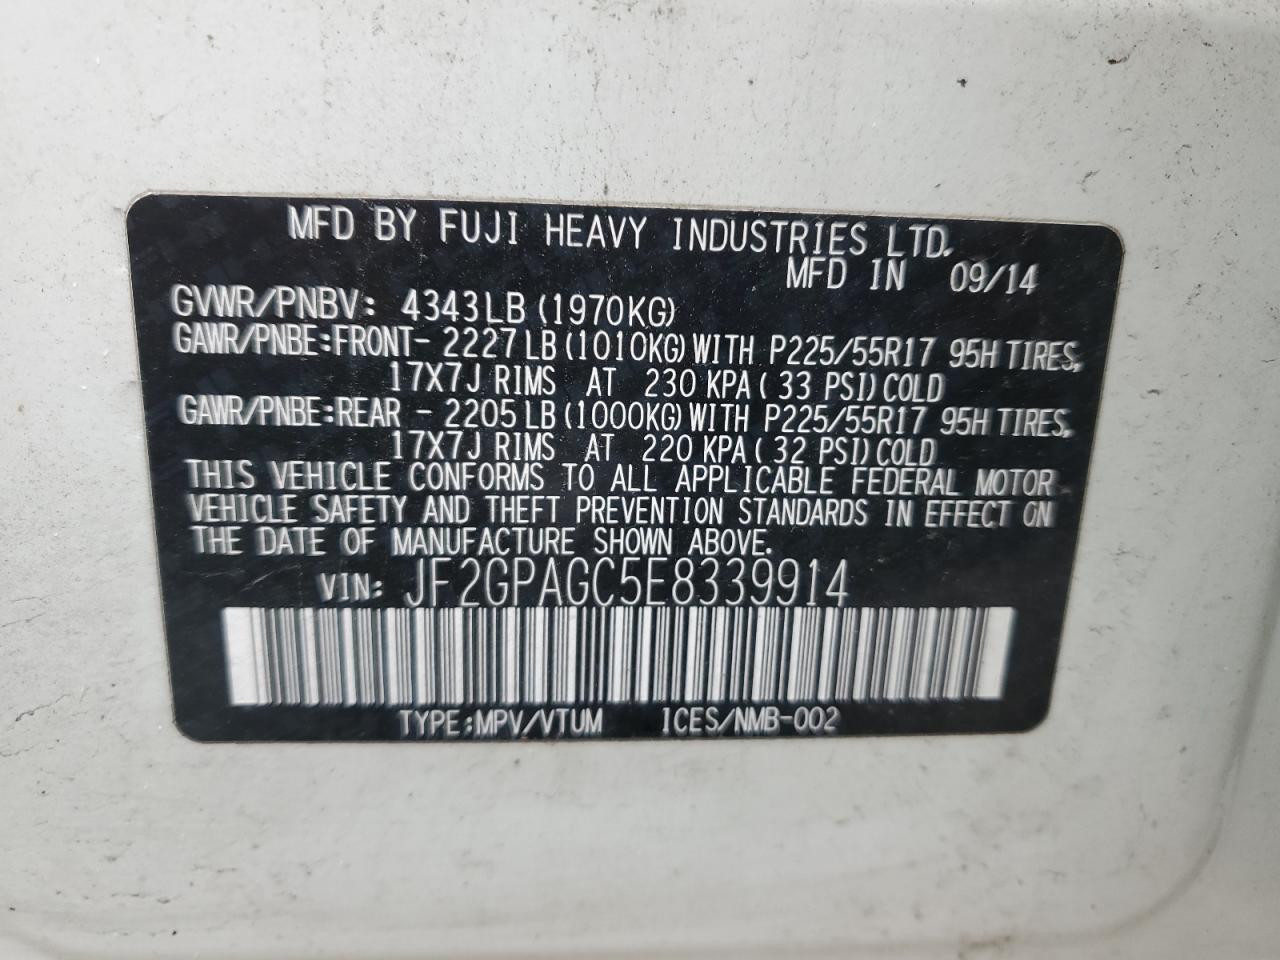 MFD BY FUJI HEAVY INDUSTRIES LTD.
MFD IN 09/14
GVWR/PNBV: 4343LB (1970KG)
GAWR/PNBE:FRONT- 2227LB(1010KG)WITH P225/55R17 95H TIRES,
17X7J RIMS AT 230 KPA( 33 PSI)COLD
GAWR/PNBE:REAR - 2205LB(1000KG)WITH P225/55R17 95H TIRES,
17X7J RIMS AT 220 KPA( 32 PSI)COLD
THIS VEHICLE CONFORMS TO ALL APPLICABLE FEDERAL MOTOR
VEHICLE SAFETY AND THEFT PREVENTION STANDARDS IN EFFECT ON
THE DATE OF MANUFACTURE SHOWN ABOVE.
VIN: JF2GPAGC5E8339914
TYPE:MPV/VTUM ICES/NMB-002